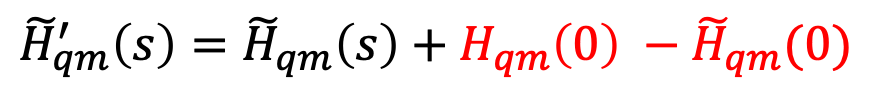 H̃′qm(s) = H̃qm(s) + Hqm(0) − H̃qm(0)